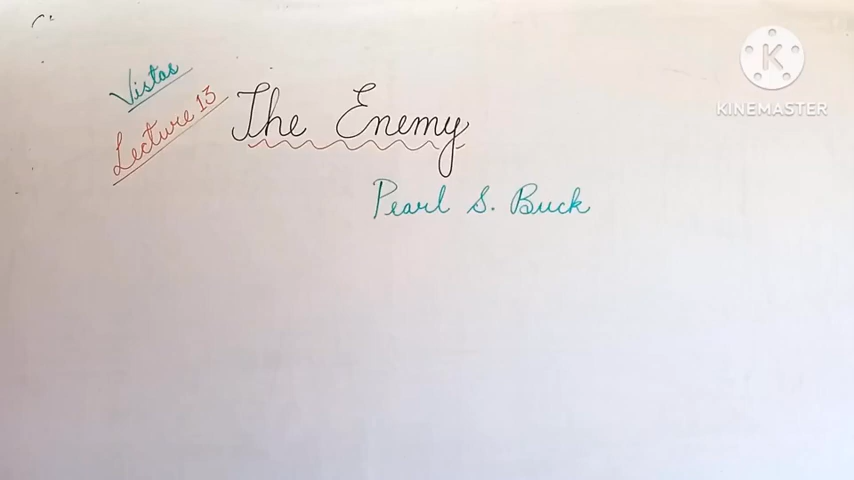 Vistas
Lecture 13
The Enemy
Pearl S. Buck
K
KINEMASTER